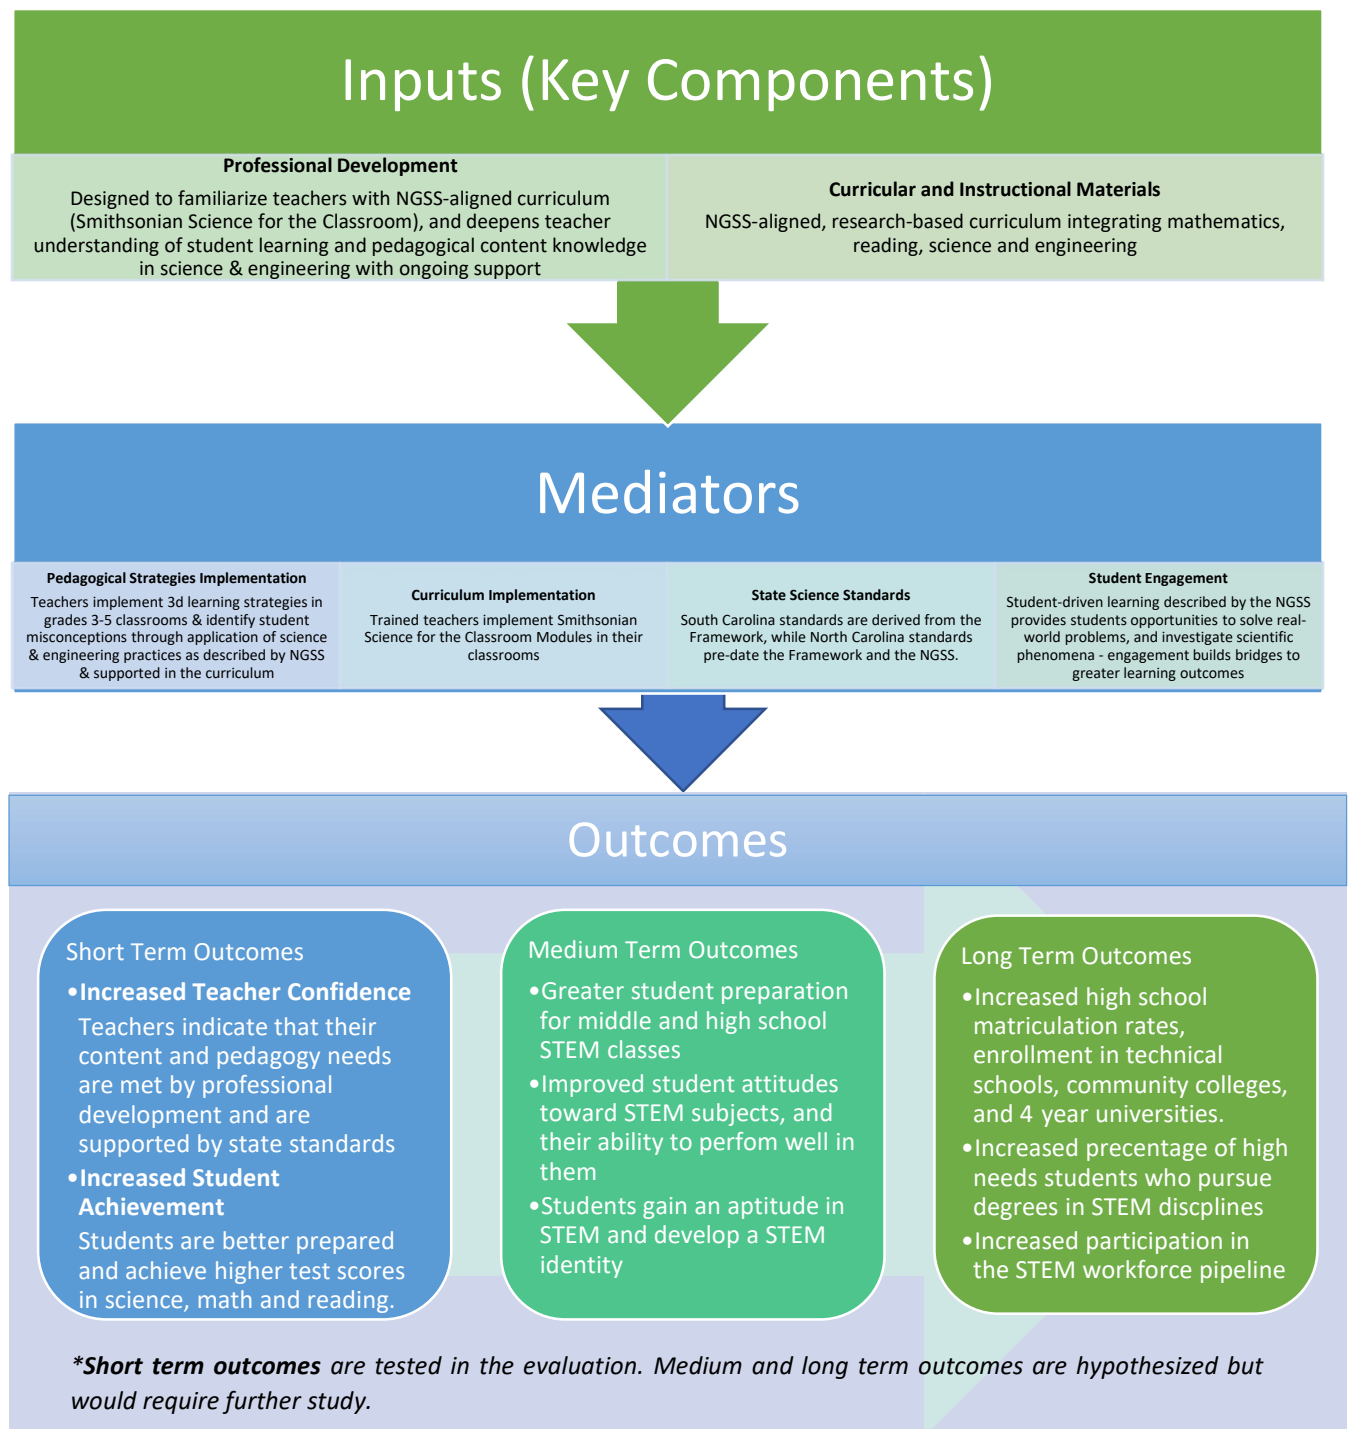 Inputs (Key Components)
Professional Development
Designed to familiarize teachers with NGSS-aligned curriculum
(Smithsonian Science for the Classroom), and deepens teacher
understanding of student learning and pedagogical content knowledge
in science & engineering with ongoing support
Curricular and Instructional Materials
NGSS-aligned, research-based curriculum integrating mathematics,
reading, science and engineering
Mediators
Pedagogical Strategies Implementation
Teachers implement 3d learning strategies in
grades 3-5 classrooms & identify student
misconceptions through application of science
& engineering practices as described by NGSS
& supported in the curriculum
Curriculum Implementation
Trained teachers implement Smithsonian
Science for the Classroom Modules in their
classrooms
State Science Standards
South Carolina standards are derived from the
Framework, while North Carolina standards
pre-date the Framework and the NGSS.
Student Engagement
Student-driven learning described by the NGSS
provides students opportunities to solve real-
world problems, and investigate scientific
phenomena - engagement builds bridges to
greater learning outcomes
Outcomes
Short Term Outcomes
•Increased Teacher Confidence
Teachers indicate that their
content and pedagogy needs
are met by professional
development and are
supported by state standards
•Increased Student
Achievement
Students are better prepared
and achieve higher test scores
in science, math and reading.
Medium Term Outcomes
•Greater student preparation
for middle and high school
STEM classes
•Improved student attitudes
toward STEM subjects, and
their ability to perfom well in
them
•Students gain an aptitude in
STEM and develop a STEM
identity
Long Term Outcomes
•Increased high school
matriculation rates,
enrollment in technical
schools, community colleges,
and 4 year universities.
•Increased precentage of high
needs students who pursue
degrees in STEM discplines
•Increased participation in
the STEM workforce pipeline
*Short term outcomes are tested in the evaluation. Medium and long term outcomes are hypothesized but
would require further study.